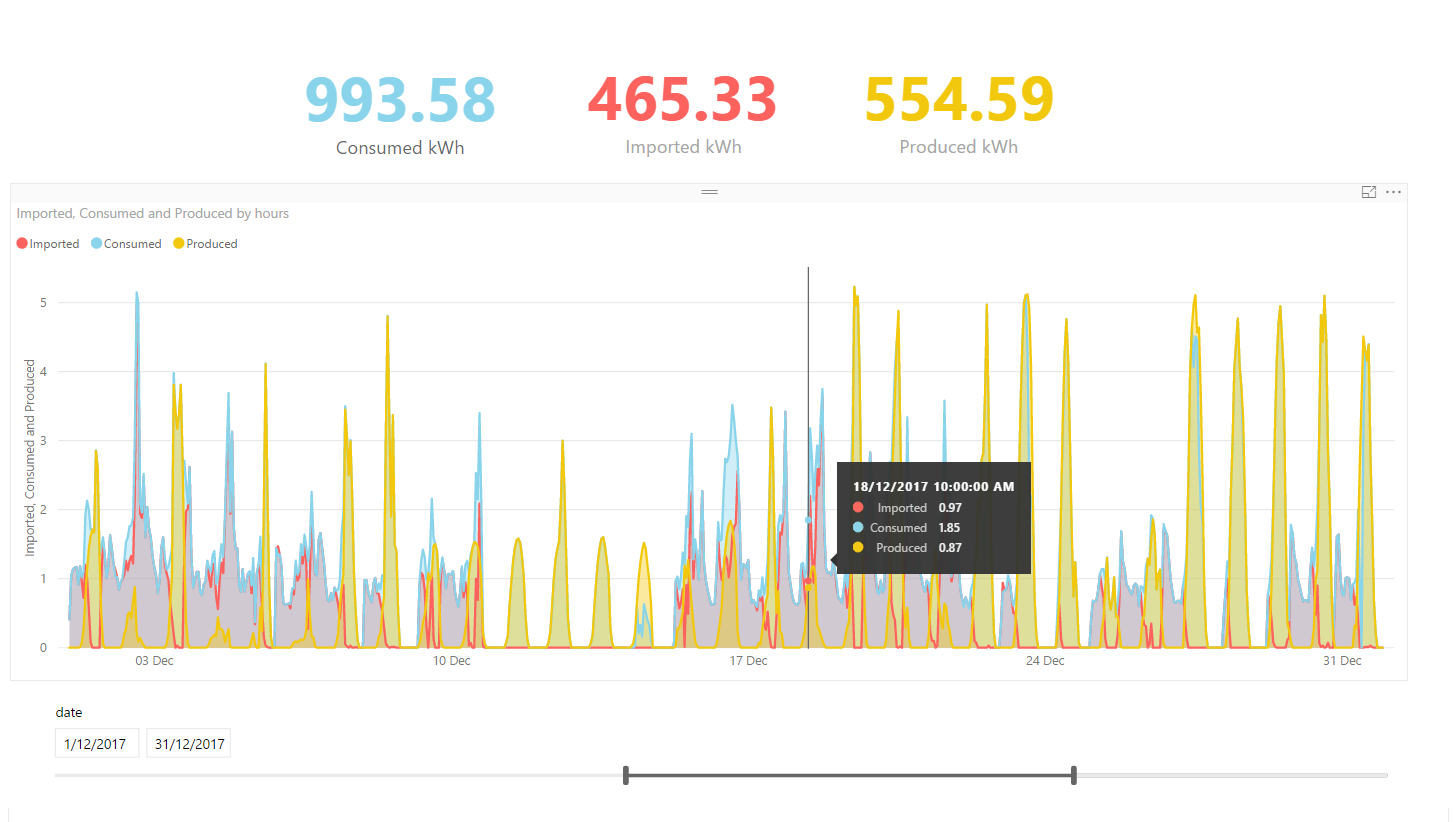 993.58 465.33 554.59
Consumed kWh Imported kWh Produced kWh
Imported, Consumed and Produced by hours
Imported Consumed Produced
Imported, Consumed and Produced
5
4
3
2
1
0
18/12/2017 10:00:00 AM
Imported 0.97
Consumed 1.85
Produced 0.87
03 Dec 10 Dec 17 Dec 24 Dec 31 Dec
date
1/12/2017 31/12/2017